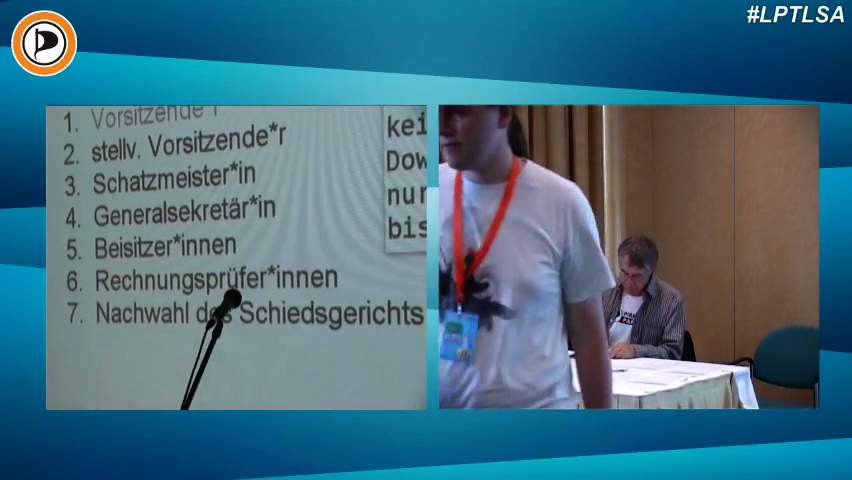 #LPTLSA
1. Vorsitzende*r
2. stellv. Vorsitzende*r
3. Schatzmeister*in
4. Generalsekretär*in
5. Beisitzer*innen
6. Rechnungsprüfer*innen
7. Nachwahl des Schiedsgerichts
kei
Dow
nur
bis